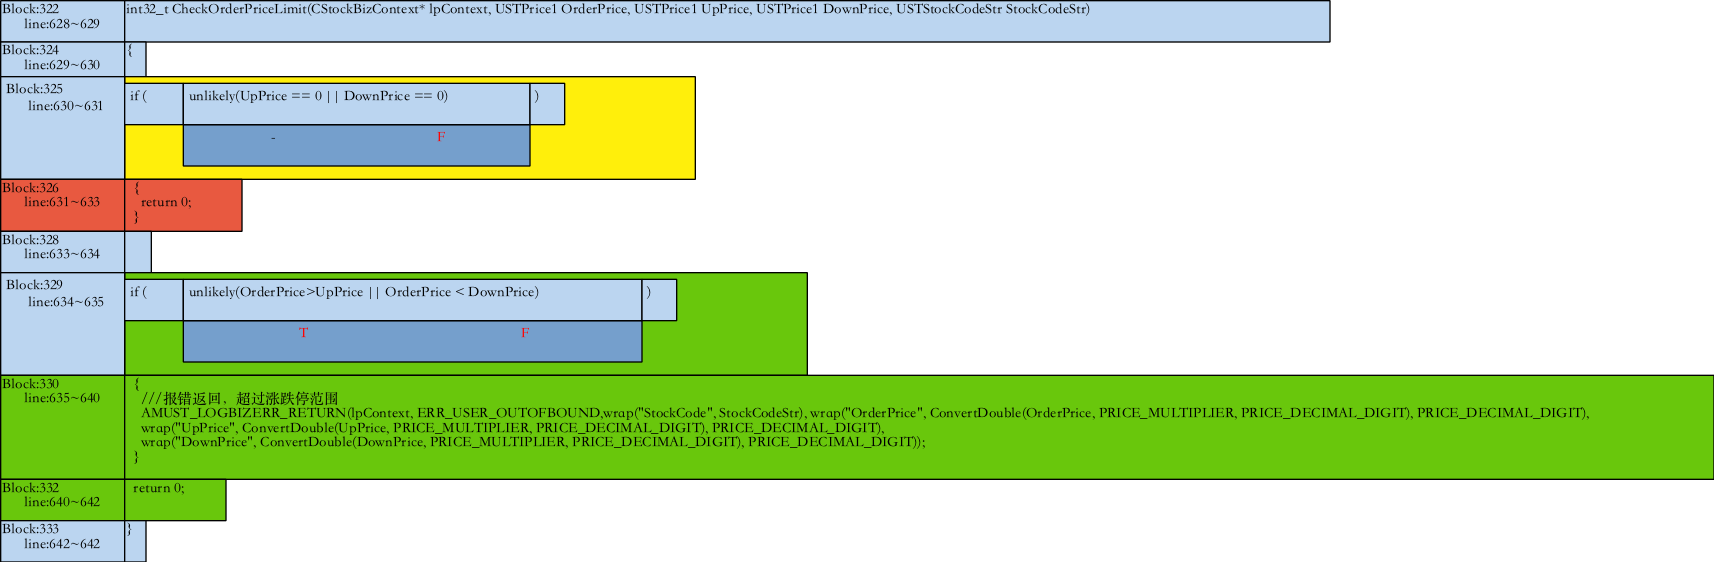 Block:322
line:628~629
int32_t CheckOrderPriceLimit(CStockBizContext* lpContext, USTPrice1 OrderPrice, USTPrice1 UpPrice, USTPrice1 DownPrice, USTStockCodeStr StockCodeStr)
Block:324
line:629~630
{
Block:325
line:630~631
if ( unlikely(UpPrice == 0 || DownPrice == 0) )
- F
Block:326
line:631~633
{
return 0;
}
Block:328
line:633~634
Block:329
line:634~635
if ( unlikely(OrderPrice>UpPrice || OrderPrice < DownPrice) )
T F
Block:330
line:635~640
{
///报错返回，超过涨跌停范围
AMUST_LOGBIZERR_RETURN(lpContext, ERR_USER_OUTOFBOUND,wrap("StockCode", StockCodeStr), wrap("OrderPrice", ConvertDouble(OrderPrice, PRICE_MULTIPLIER, PRICE_DECIMAL_DIGIT), PRICE_DECIMAL_DIGIT),
wrap("UpPrice", ConvertDouble(UpPrice, PRICE_MULTIPLIER, PRICE_DECIMAL_DIGIT), PRICE_DECIMAL_DIGIT),
wrap("DownPrice", ConvertDouble(DownPrice, PRICE_MULTIPLIER, PRICE_DECIMAL_DIGIT), PRICE_DECIMAL_DIGIT));
}
Block:332
line:640~642
return 0;
Block:333
line:642~642
}